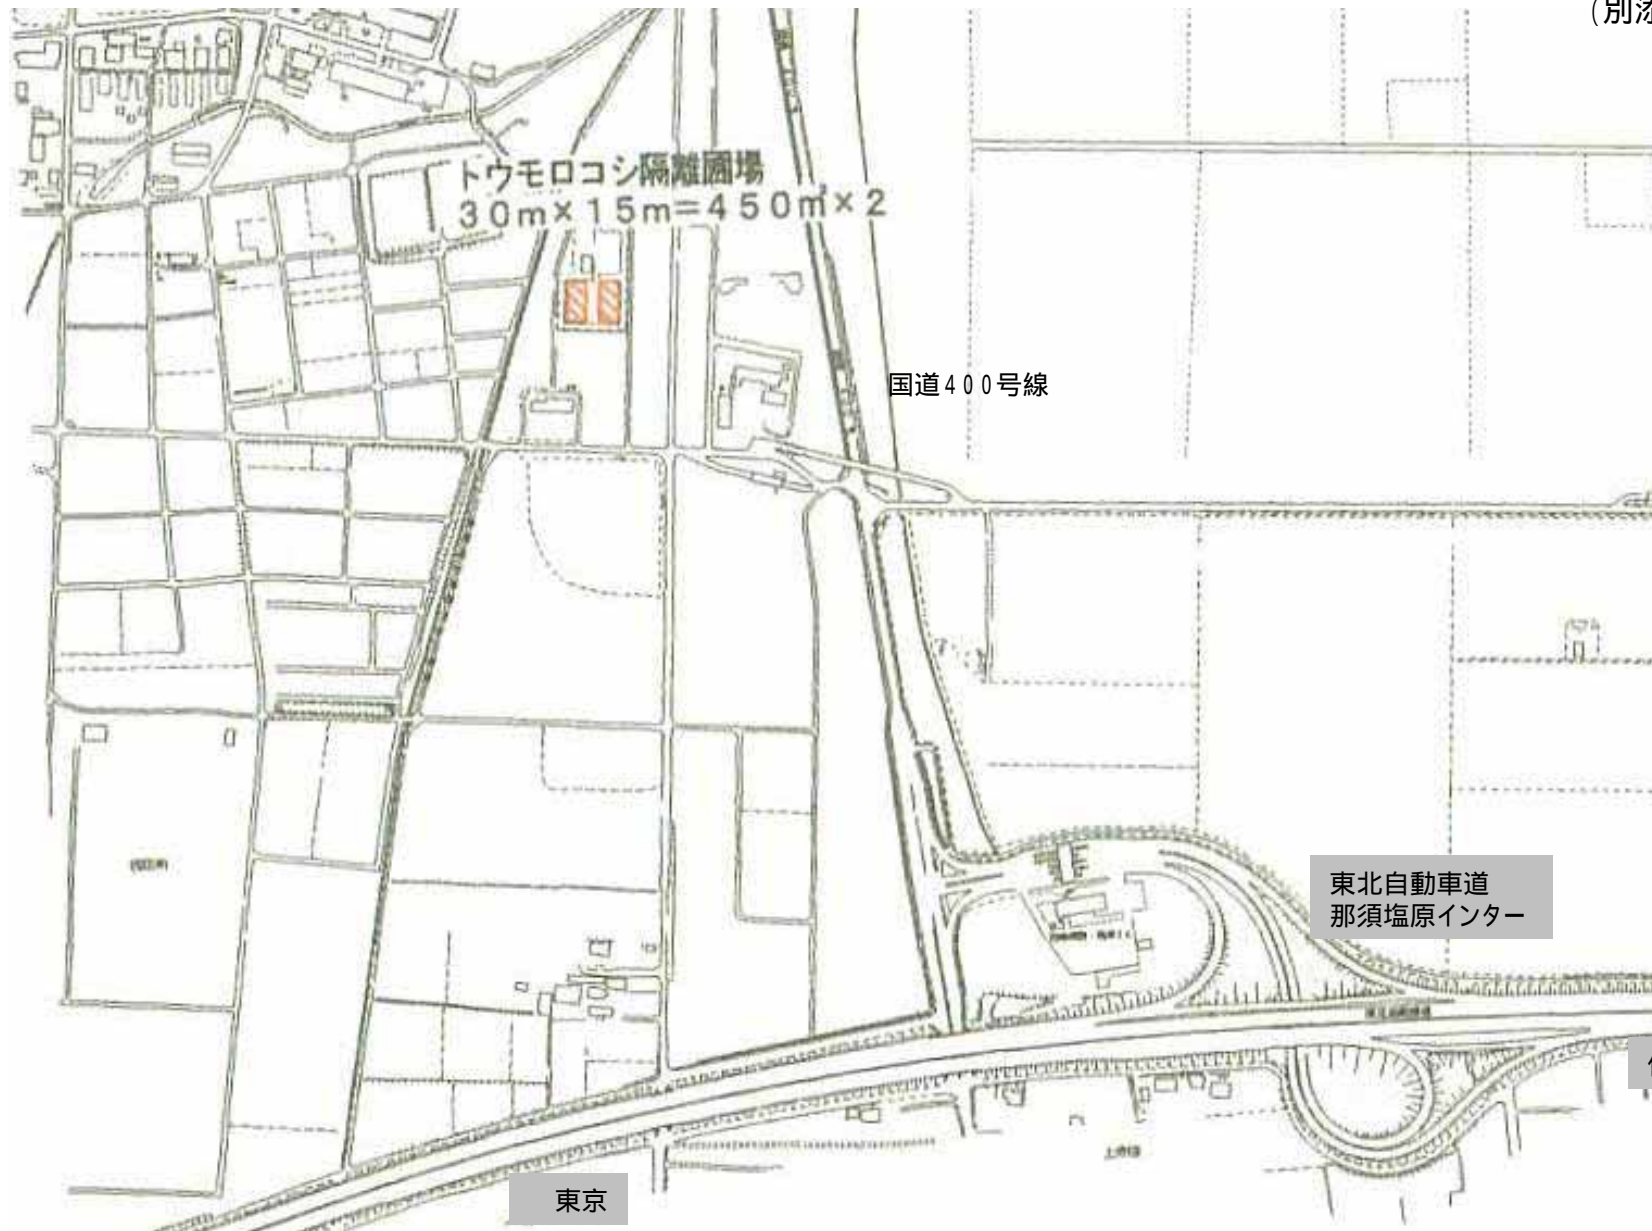 (別添
トウモロコシ隔離圃場
30m×15m=450㎡×2
国道400号線
東北自動車道
那須塩原インター
東京